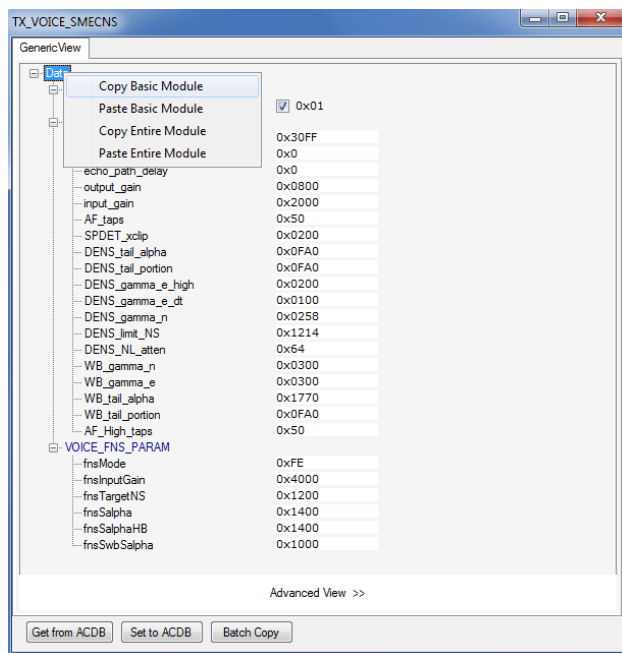 TX_VOICE_SMECNS
GenericView
Data
Copy Basic Module
Paste Basic Module 0x01
Copy Entire Module
0x30FF
Paste Entire Module 0x0
echo_path_delay 0x0
output_gain 0x0800
input_gain 0x2000
AF_taps 0x50
SPDET_xclip 0x0200
DENS_tail_alpha 0x0FA0
DENS_tail_portion 0x0FA0
DENS_gamma_e_high 0x0200
DENS_gamma_e_dt 0x0100
DENS_gamma_n 0x0258
DENS_limit_NS 0x1214
DENS_NL_atten 0x64
WB_gamma_n 0x0300
WB_gamma_e 0x0300
WB_tail_alpha 0x1770
WB_tail_portion 0x0FA0
AF_High_taps 0x50
VOICE_FNS_PARAM
fnsMode 0xFE
fnsInputGain 0x4000
fnsTargetNS 0x1200
fnsSalpha 0x1400
fnsSalphaHB 0x1400
fnsSwbSalpha 0x1000
Advanced View >>
Get from ACDB Set to ACDB Batch Copy